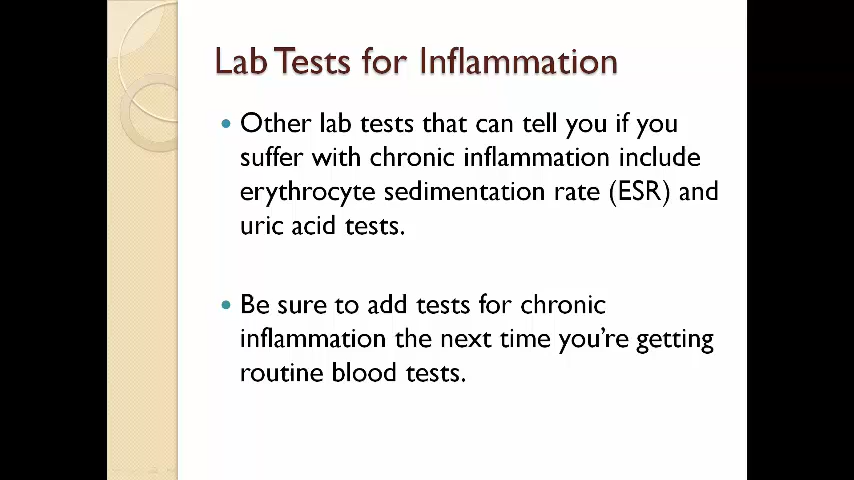 Lab Tests for Inflammation
• Other lab tests that can tell you if you
suffer with chronic inflammation include
erythrocyte sedimentation rate (ESR) and
uric acid tests.
• Be sure to add tests for chronic
inflammation the next time you're getting
routine blood tests.